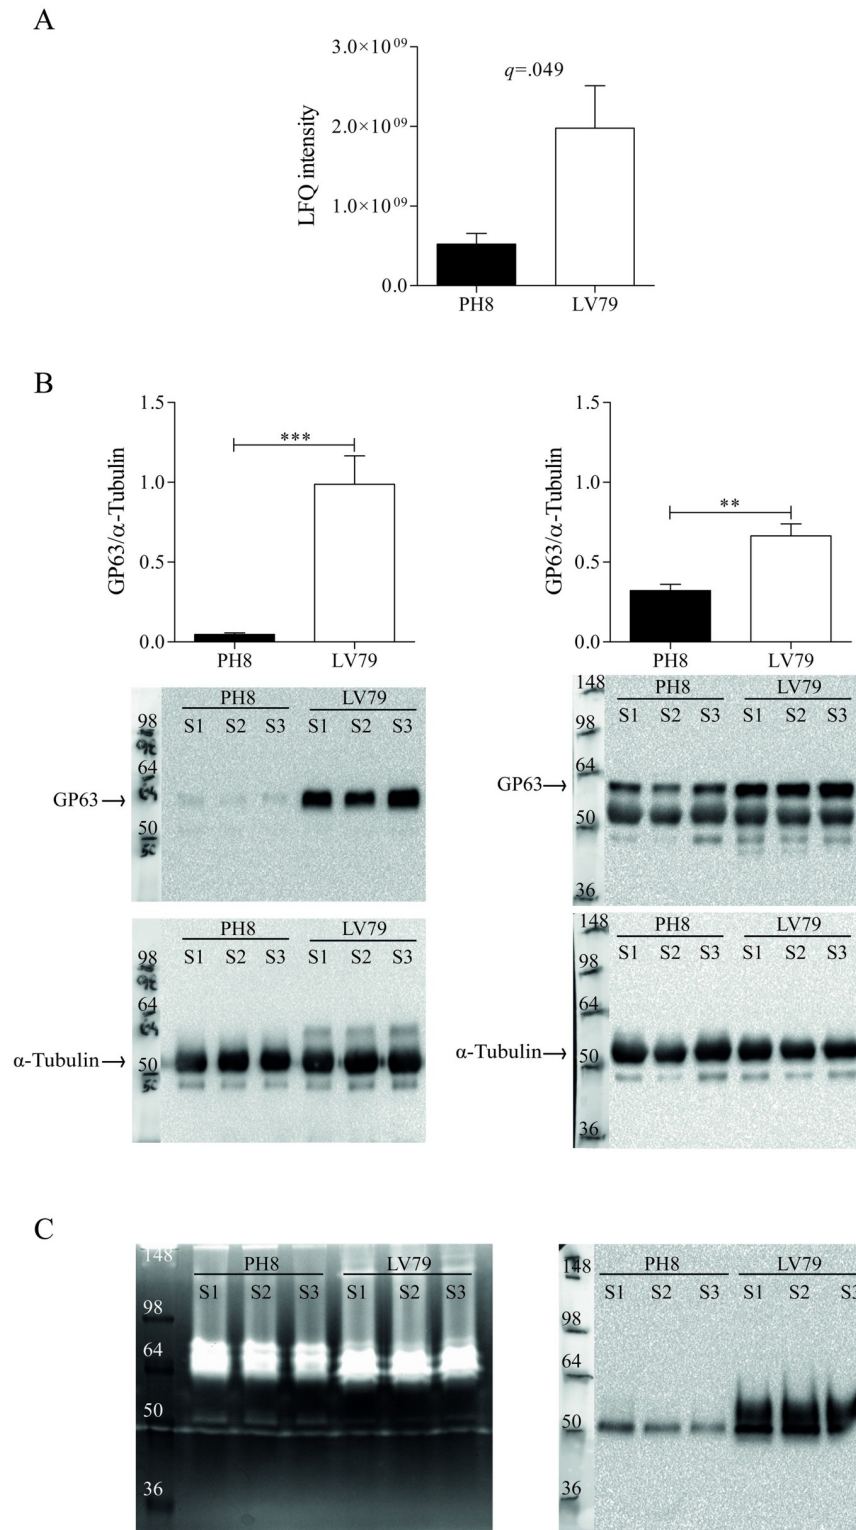 A
3.0×10⁰⁹
q=.049
2.0×10⁰⁹
LFQ intensity
1.0×10⁰⁹
0.0
PH8 LV79
B
1.5
***
1.0
GP63/α-Tubulin
0.5
0.0
PH8 LV79
PH8 LV79
98 S1 S2 S3 S1 S2 S3
64
GP63
50
PH8 LV79
98 S1 S2 S3 S1 S2 S3
64
α-Tubulin
50
1.5
1.0
**
GP63/α-Tubulin
0.5
0.0
PH8 LV79
148
PH8 LV79
S1 S2 S3 S1 S2 S3
98
64
GP63
50
36
148
PH8 LV79
S1 S2 S3 S1 S2 S3
98
64
α-Tubulin
50
36
C
148
PH8 LV79
S1 S2 S3 S1 S2 S3
98
64
50
36
PH8 LV79
148
S1 S2 S3 S1 S2 S3
98
64
50
36